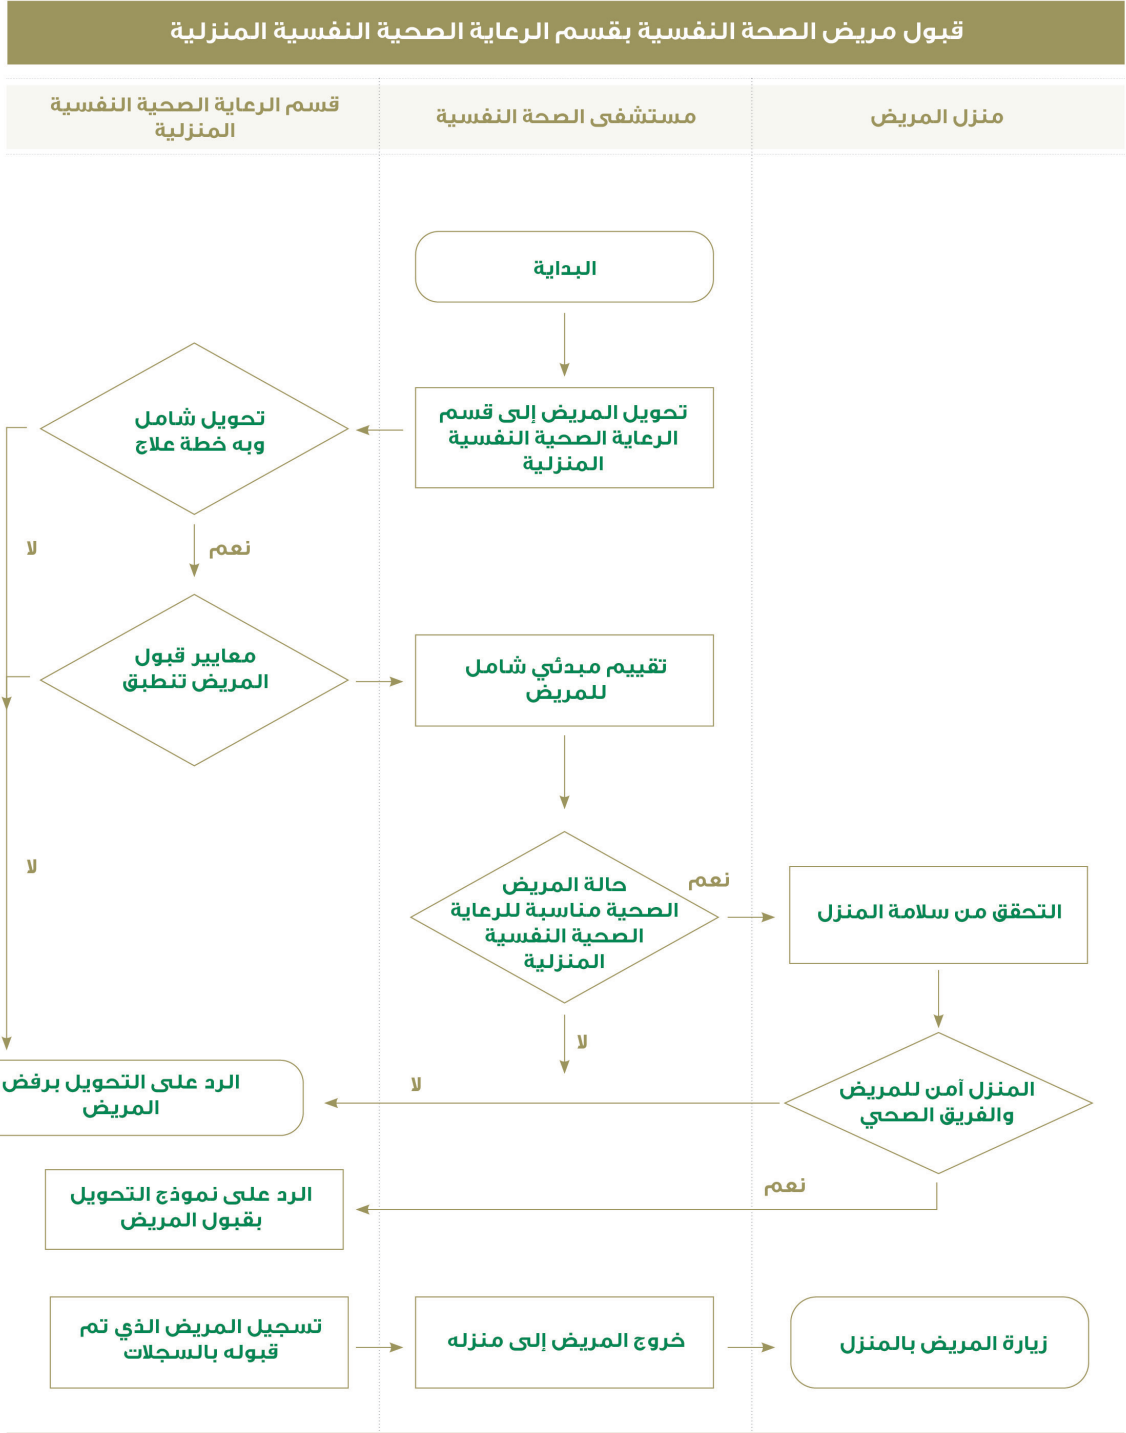 قبول مريض الصحة النفسية بقسم الرعاية الصحية النفسية المنزلية
منزل المريض
مستشفى الصحة النفسية
قسم الرعاية الصحية النفسية
المنزلية
البداية
تحويل المريض إلى قسم
الرعاية الصحية النفسية
المنزلية
تحويل شامل
وبه خطة علاج
نعم
لا
معايير قبول
المريض تنطبق
تقييم مبدئي شامل
للمريض
لا
حالة المريض
الصحية مناسبة للرعاية
الصحية النفسية
المنزلية
نعم
التحقق من سلامة المنزل
لا
المنزل آمن للمريض
والفريق الصحي
لا
الرد على التحويل برفض
المريض
نعم
الرد على نموذج التحويل
بقبول المريض
تسجيل المريض الذي تم
قبوله بالسجلات
خروج المريض إلى منزله
زيارة المريض بالمنزل